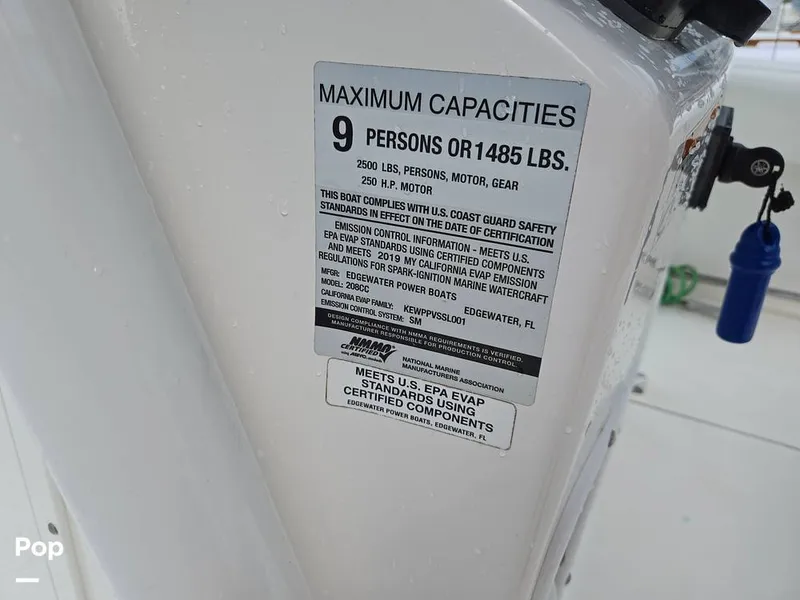 MAXIMUM CAPACITIES
9 PERSONS OR 1485 LBS.
2500 LBS, PERSONS, MOTOR, GEAR
250 H.P. MOTOR
THIS BOAT COMPLIES WITH U.S. COAST GUARD SAFETY
STANDARDS IN EFFECT ON THE DATE OF CERTIFICATION
EMISSION CONTROL INFORMATION - MEETS U.S.
EPA EVAP STANDARDS USING CERTIFIED COMPONENTS
AND MEETS 2019 MY CALIFORNIA EVAP EMISSION
REGULATIONS FOR SPARK-IGNITION MARINE WATERCRAFT
MFGR: EDGEWATER POWER BOATS EDGEWATER, FL
MODEL: 208CC
CALIFORNIA EVAP FAMILY: KEWPPVSSL001
EMISSION CONTROL SYSTEM: SM
DESIGN COMPLIANCE WITH NMMA REQUIREMENTS IS VERIFIED.
MANUFACTURER RESPONSIBLE FOR PRODUCTION CONTROL.
NMMA
CERTIFIED
NATIONAL MARINE
MANUFACTURERS ASSOCIATION
MEETS U.S. EPA EVAP
STANDARDS USING
CERTIFIED COMPONENTS
EDGEWATER POWER BOATS, EDGEWATER, FL
Pop